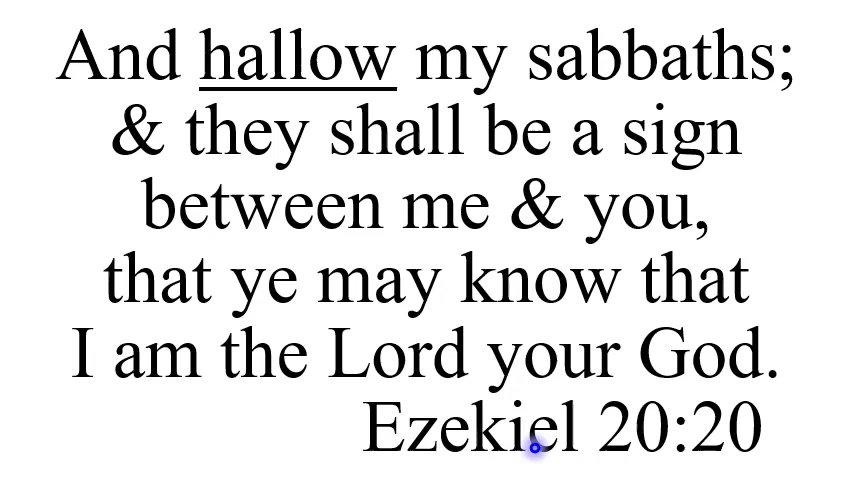 And hallow my sabbaths;
& they shall be a sign
between me & you,
that ye may know that
I am the Lord your God.
Ezekiel 20:20